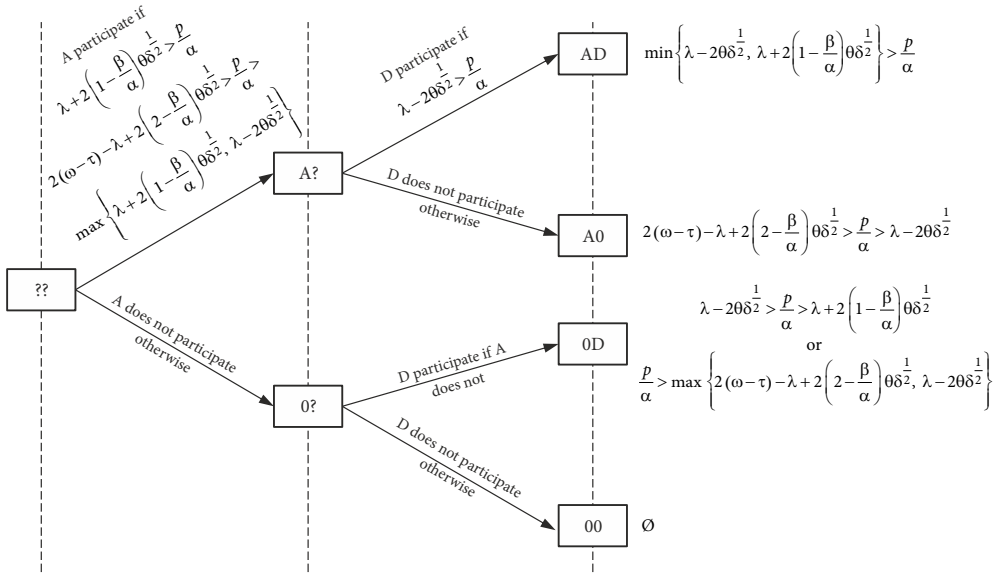 A participate if
λ+2(1−β/α)θδ^{1/2}>p/α
2(ω−τ)−λ+2(2−β/α)θδ^{1/2}>p/α>
max{λ+2(1−β/α)θδ^{1/2}, λ−2θδ^{1/2}}
D participate if
λ−2θδ^{1/2}>p/α
AD
min{λ−2θδ^{1/2}, λ+2(1−β/α)θδ^{1/2}}>p/α
A?
D does not participate
otherwise
A0
2(ω−τ)−λ+2(2−β/α)θδ^{1/2}>p/α>λ−2θδ^{1/2}
??
A does not participate
otherwise
0?
D participate if A
does not
0D
λ−2θδ^{1/2}>p/α>λ+2(1−β/α)θδ^{1/2}
or
p/α>max{2(ω−τ)−λ+2(2−β/α)θδ^{1/2}, λ−2θδ^{1/2}}
D does not participate
otherwise
00
Ø